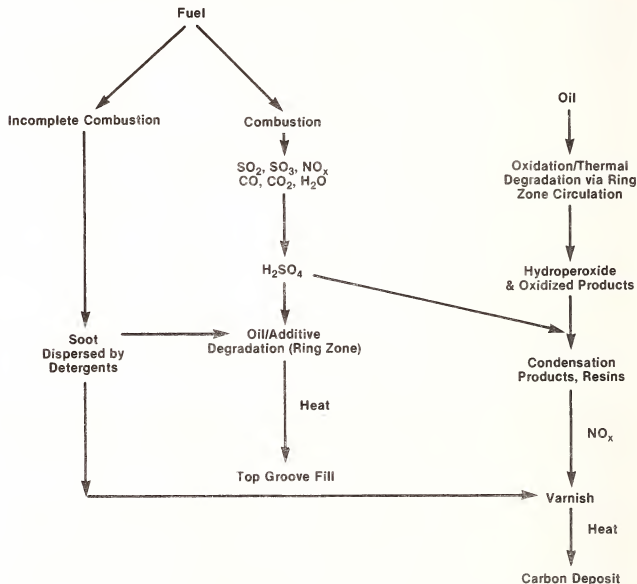 Fuel
Incomplete Combustion
Combustion
Oil
SO₂, SO₃, NOₓ
CO, CO₂, H₂O
Oxidation/Thermal
Degradation via Ring
Zone Circulation
H₂SO₄
Hydroperoxide
& Oxidized Products
Soot
Dispersed by
Detergents
Oil/Additive
Degradation (Ring Zone)
Condensation
Products, Resins
Heat
NOₓ
Top Groove Fill
Varnish
Heat
Carbon Deposit